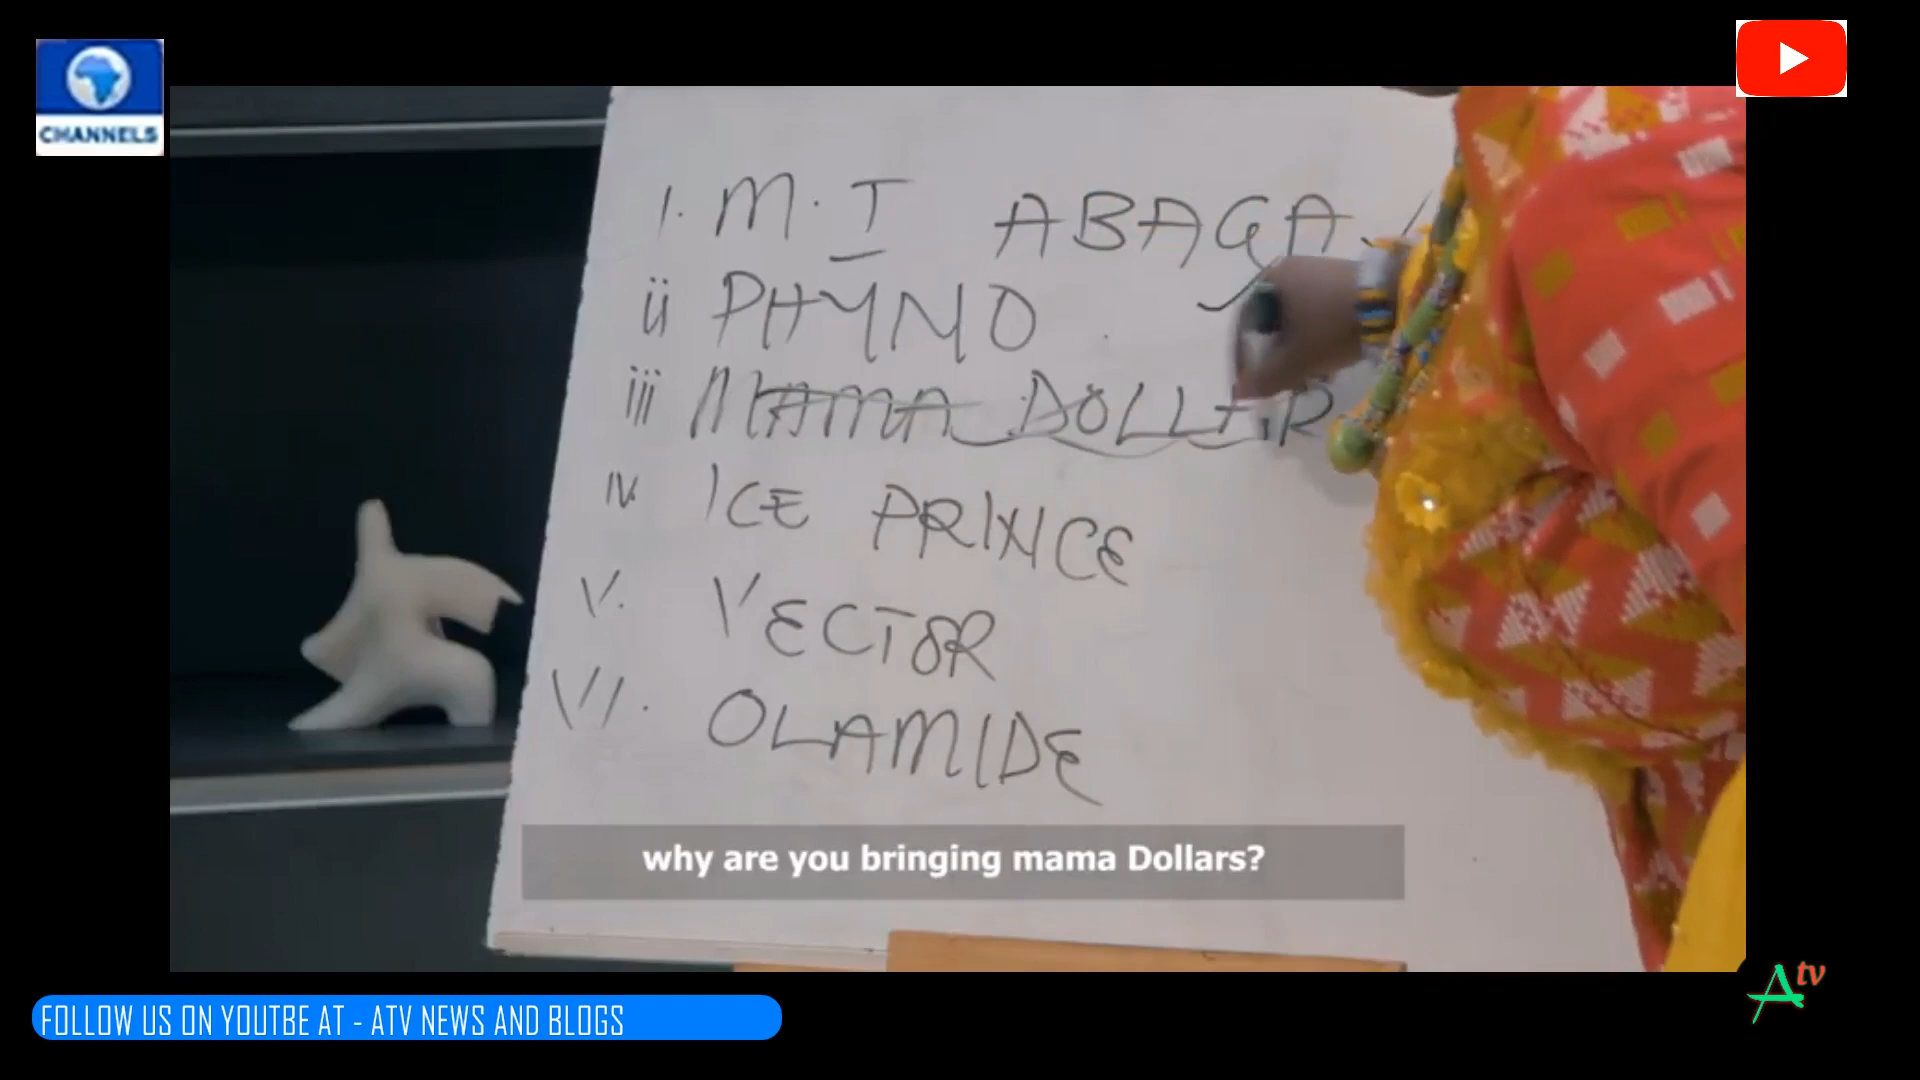 CHANNELS
1. M.I ABAGA
ii PHYNO
iii MAMA DOLLAR
iv. ICE PRINCE
V. VECTOR
VI. OLAMIDE
why are you bringing mama Dollars?
FOLLOW US ON YOUTBE AT - ATV NEWS AND BLOGS
Atv